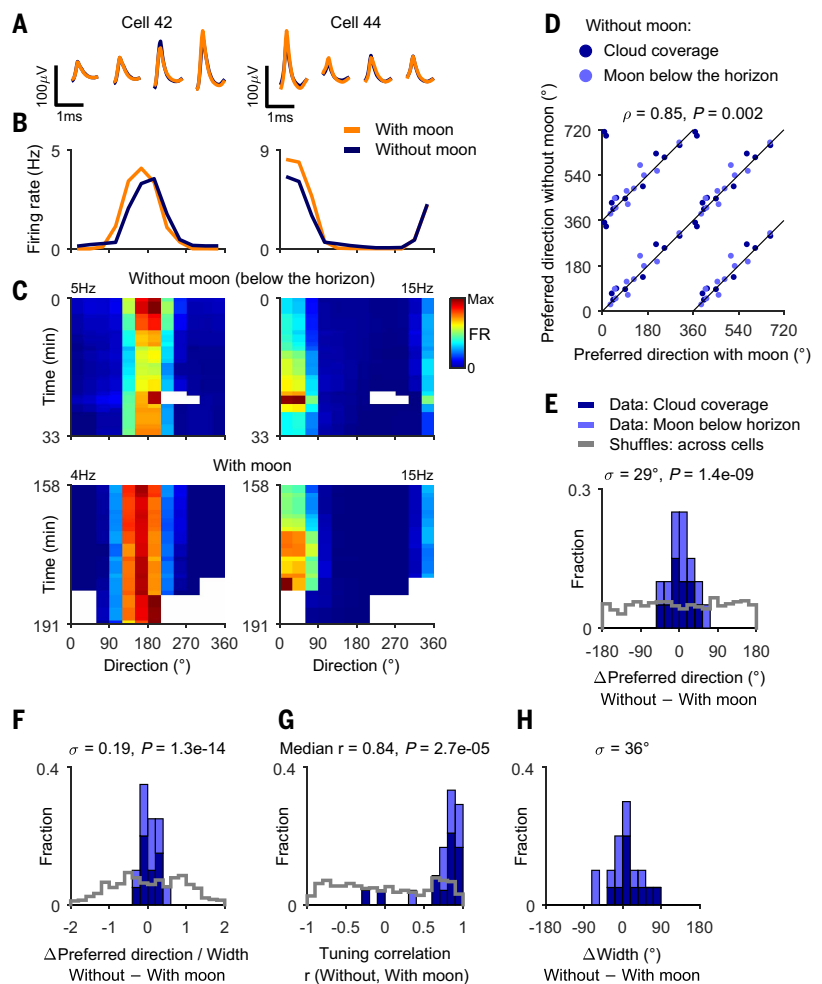 A
Cell 42
Cell 44
100μV
1ms
100μV
1ms
B
With moon
Without moon
Firing rate (Hz)
5
0
9
0
C
Without moon (below the horizon)
5Hz
15Hz
Max
FR
0
Time (min)
0
33
0
33
With moon
4Hz
15Hz
Time (min)
158
191
158
191
0 90 180 270 360
0 90 180 270 360
Direction (°)
Direction (°)
D
Without moon:
Cloud coverage
Moon below the horizon
ρ = 0.85, P = 0.002
Preferred direction without moon (°)
720
540
360
180
0
0 180 360 540 720
Preferred direction with moon (°)
E
Data: Cloud coverage
Data: Moon below horizon
Shuffles: across cells
σ = 29°, P = 1.4e-09
Fraction
0.3
0
-180 -90 0 90 180
ΔPreferred direction (°)
Without − With moon
F
σ = 0.19, P = 1.3e-14
Fraction
0.4
0
-2 -1 0 1 2
ΔPreferred direction / Width
Without − With moon
G
Median r = 0.84, P = 2.7e-05
Fraction
0.4
0
-1 -0.5 0 0.5 1
Tuning correlation
r (Without, With moon)
H
σ = 36°
Fraction
0.4
0
-180 -90 0 90 180
ΔWidth (°)
Without − With moon